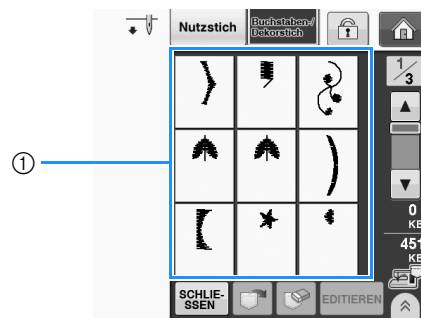 Nutzstich
Buchstaben-/
Dekorstich
1/3
①
0
KB
451
KB
SCHLIE-
SSEN
EDITIEREN